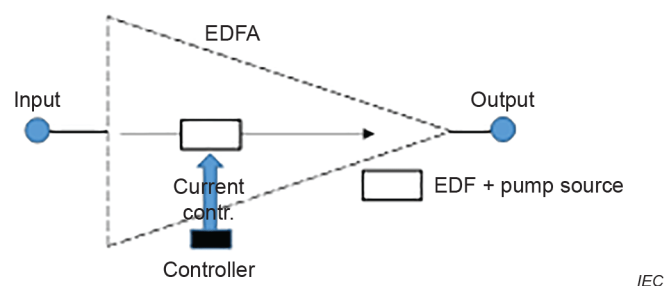 EDFA
Input
Output
Current
contr.
EDF + pump source
Controller
IEC